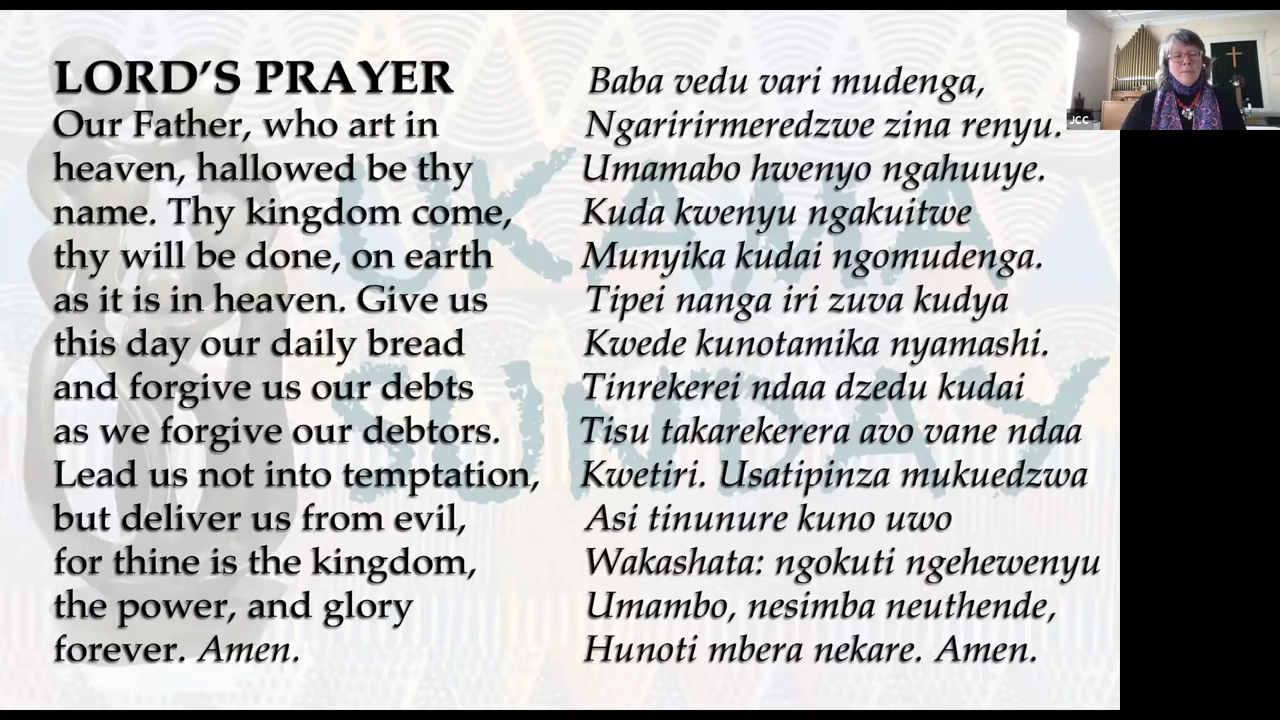 LORD'S PRAYER
Our Father, who art in
heaven, hallowed be thy
name. Thy kingdom come,
thy will be done, on earth
as it is in heaven. Give us
this day our daily bread
and forgive us our debts
as we forgive our debtors.
Lead us not into temptation,
but deliver us from evil,
for thine is the kingdom,
the power, and glory
forever. Amen.
Baba vedu vari mudenga,
Ngaririrmeredzwe zina renyu.
Umamabo hwenyo ngahuuye.
Kuda kwenyu ngakuitwe
Munyika kudai ngomudenga.
Tipei nanga iri zuva kudya
Kwede kunotamika nyamashi.
Tinrekerei ndaa dzedu kudai
Tisu takarekerera avo vane ndaa
Kwetiri. Usatipinza mukuedzwa
Asi tinunure kuno uwo
Wakashata: ngokuti ngehewenyu
Umambo, nesimba neuthende,
Hunoti mbera nekare. Amen.
UKAMA
SUNDAY
JCC